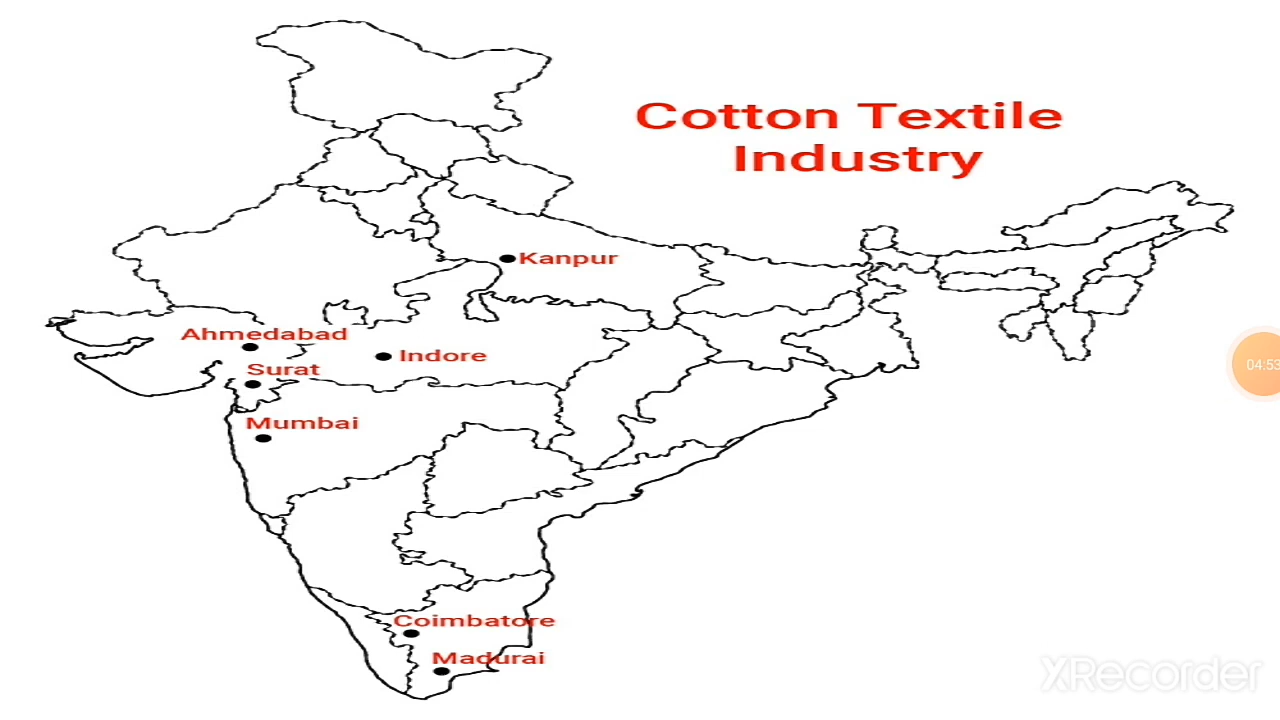 Cotton Textile
Industry
Kanpur
Ahmedabad
Indore
Surat
Mumbai
04:53
Coimbatore
Madurai
XRecorder